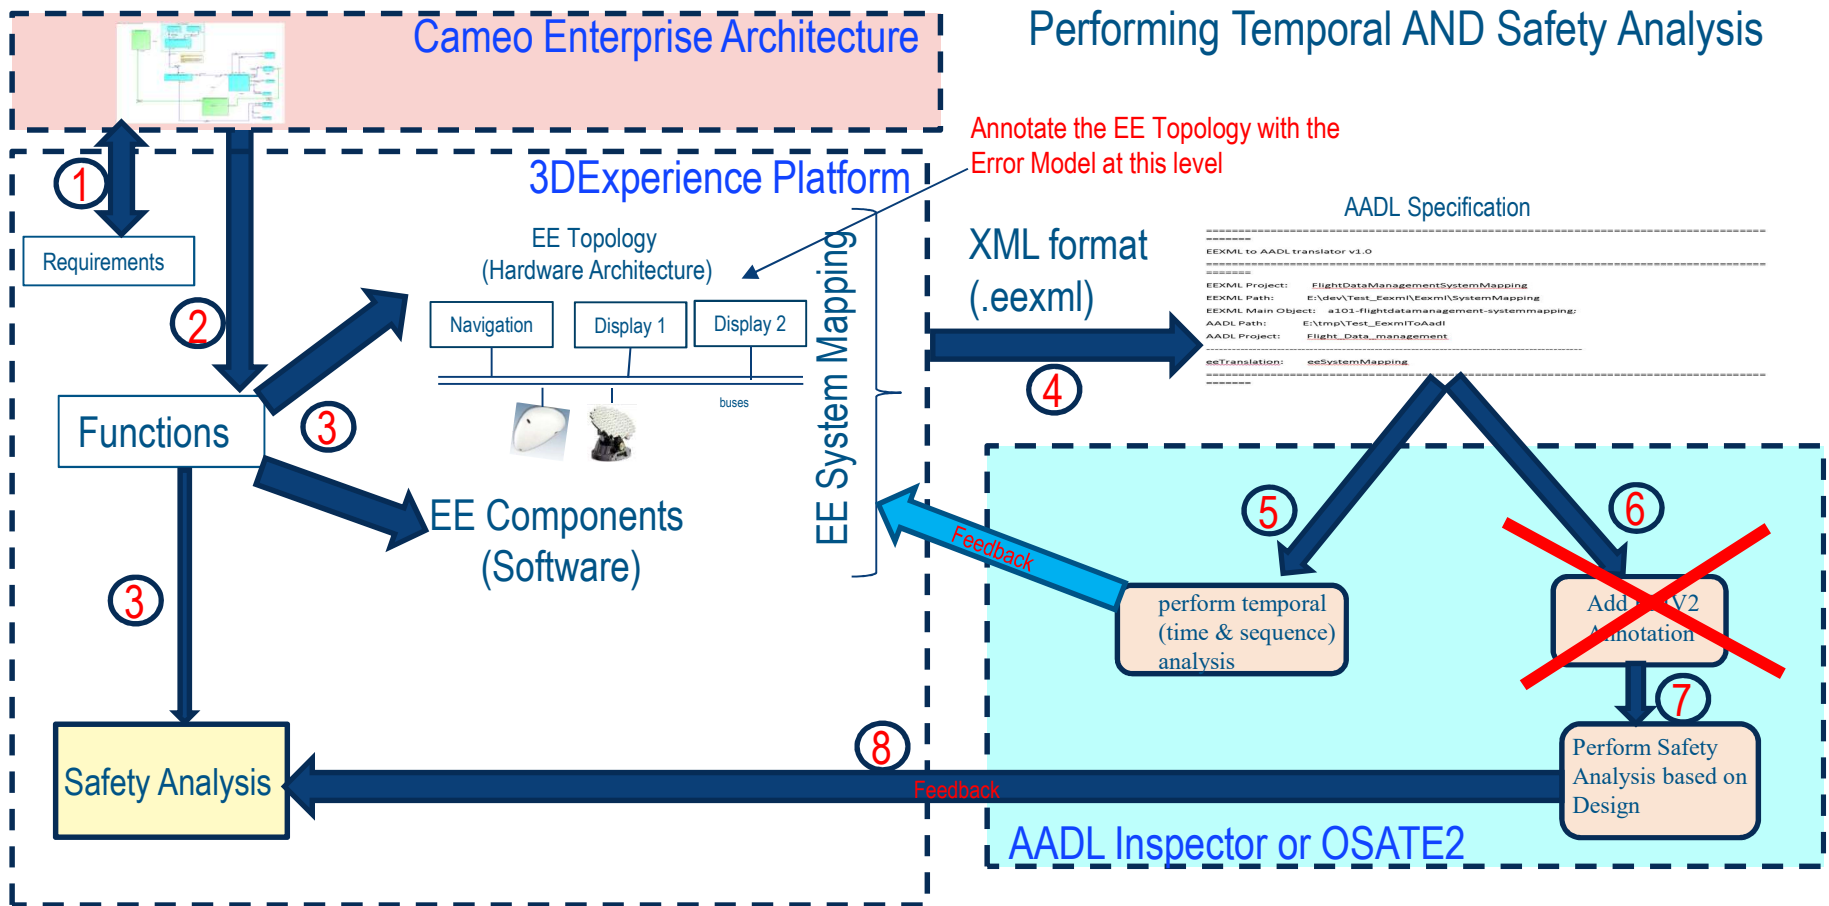 Cameo Enterprise Architecture
Performing Temporal AND Safety Analysis
Annotate the EE Topology with the
Error Model at this level
1
3DExperience Platform
Requirements
EE Topology
(Hardware Architecture)
2
Navigation
Display 1
Display 2
buses
EE System Mapping
XML format
(.eexml)
AADL Specification
================================================================================
=======
EEXML to AADL translator v1.0
================================================================================
=======
EEXML Project: FlightDataManagementSystemMapping
EEXML Path: E:\dev\Test_Eexml\Eexml\SystemMapping
EEXML Main Object: a101-flightdatamanagement-systemmapping;
AADL Path: E:\tmp\Test_EexmlToAadl
AADL Project: Flight_Data_management
--------------------------------------------------------------------------------
eeTranslation: eeSystemMapping
================================================================================
=======
4
Functions
3
EE Components
(Software)
3
5
6
Feedback
perform temporal
(time & sequence)
analysis
Add V2
Annotation
7
8
Safety Analysis
Feedback
Perform Safety
Analysis based on
Design
AADL Inspector or OSATE2